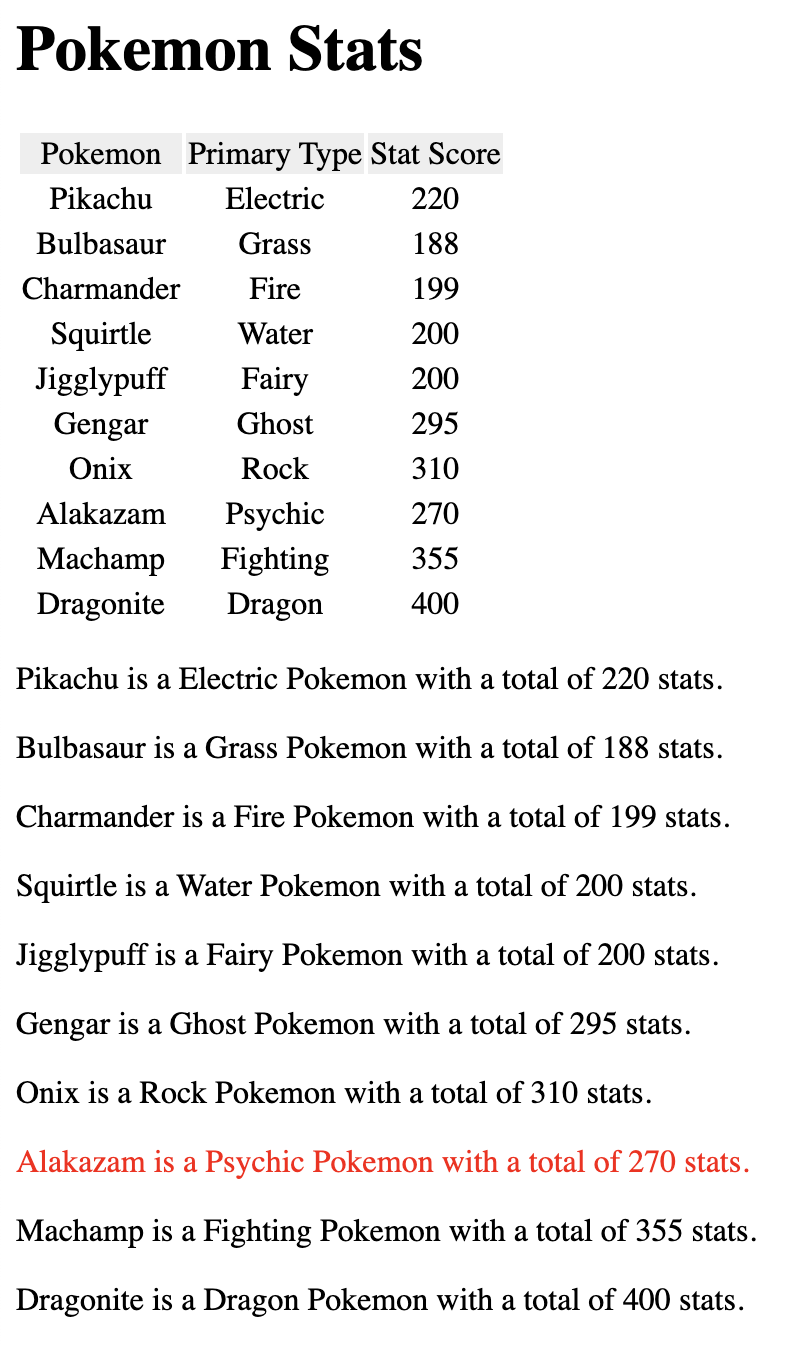 Pokemon Stats
Pokemon Primary Type Stat Score
Pikachu Electric 220
Bulbasaur Grass 188
Charmander Fire 199
Squirtle Water 200
Jigglypuff Fairy 200
Gengar Ghost 295
Onix Rock 310
Alakazam Psychic 270
Machamp Fighting 355
Dragonite Dragon 400
Pikachu is a Electric Pokemon with a total of 220 stats.
Bulbasaur is a Grass Pokemon with a total of 188 stats.
Charmander is a Fire Pokemon with a total of 199 stats.
Squirtle is a Water Pokemon with a total of 200 stats.
Jigglypuff is a Fairy Pokemon with a total of 200 stats.
Gengar is a Ghost Pokemon with a total of 295 stats.
Onix is a Rock Pokemon with a total of 310 stats.
Alakazam is a Psychic Pokemon with a total of 270 stats.
Machamp is a Fighting Pokemon with a total of 355 stats.
Dragonite is a Dragon Pokemon with a total of 400 stats.